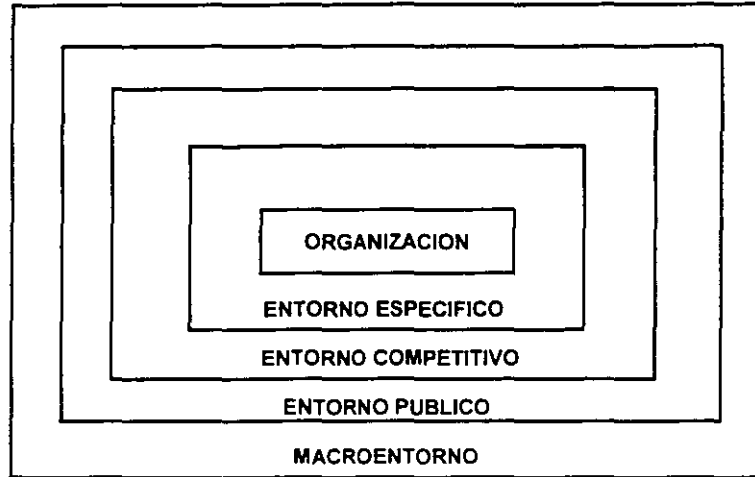 ORGANIZACION
ENTORNO ESPECIFICO
ENTORNO COMPETITIVO
ENTORNO PUBLICO
MACROENTORNO